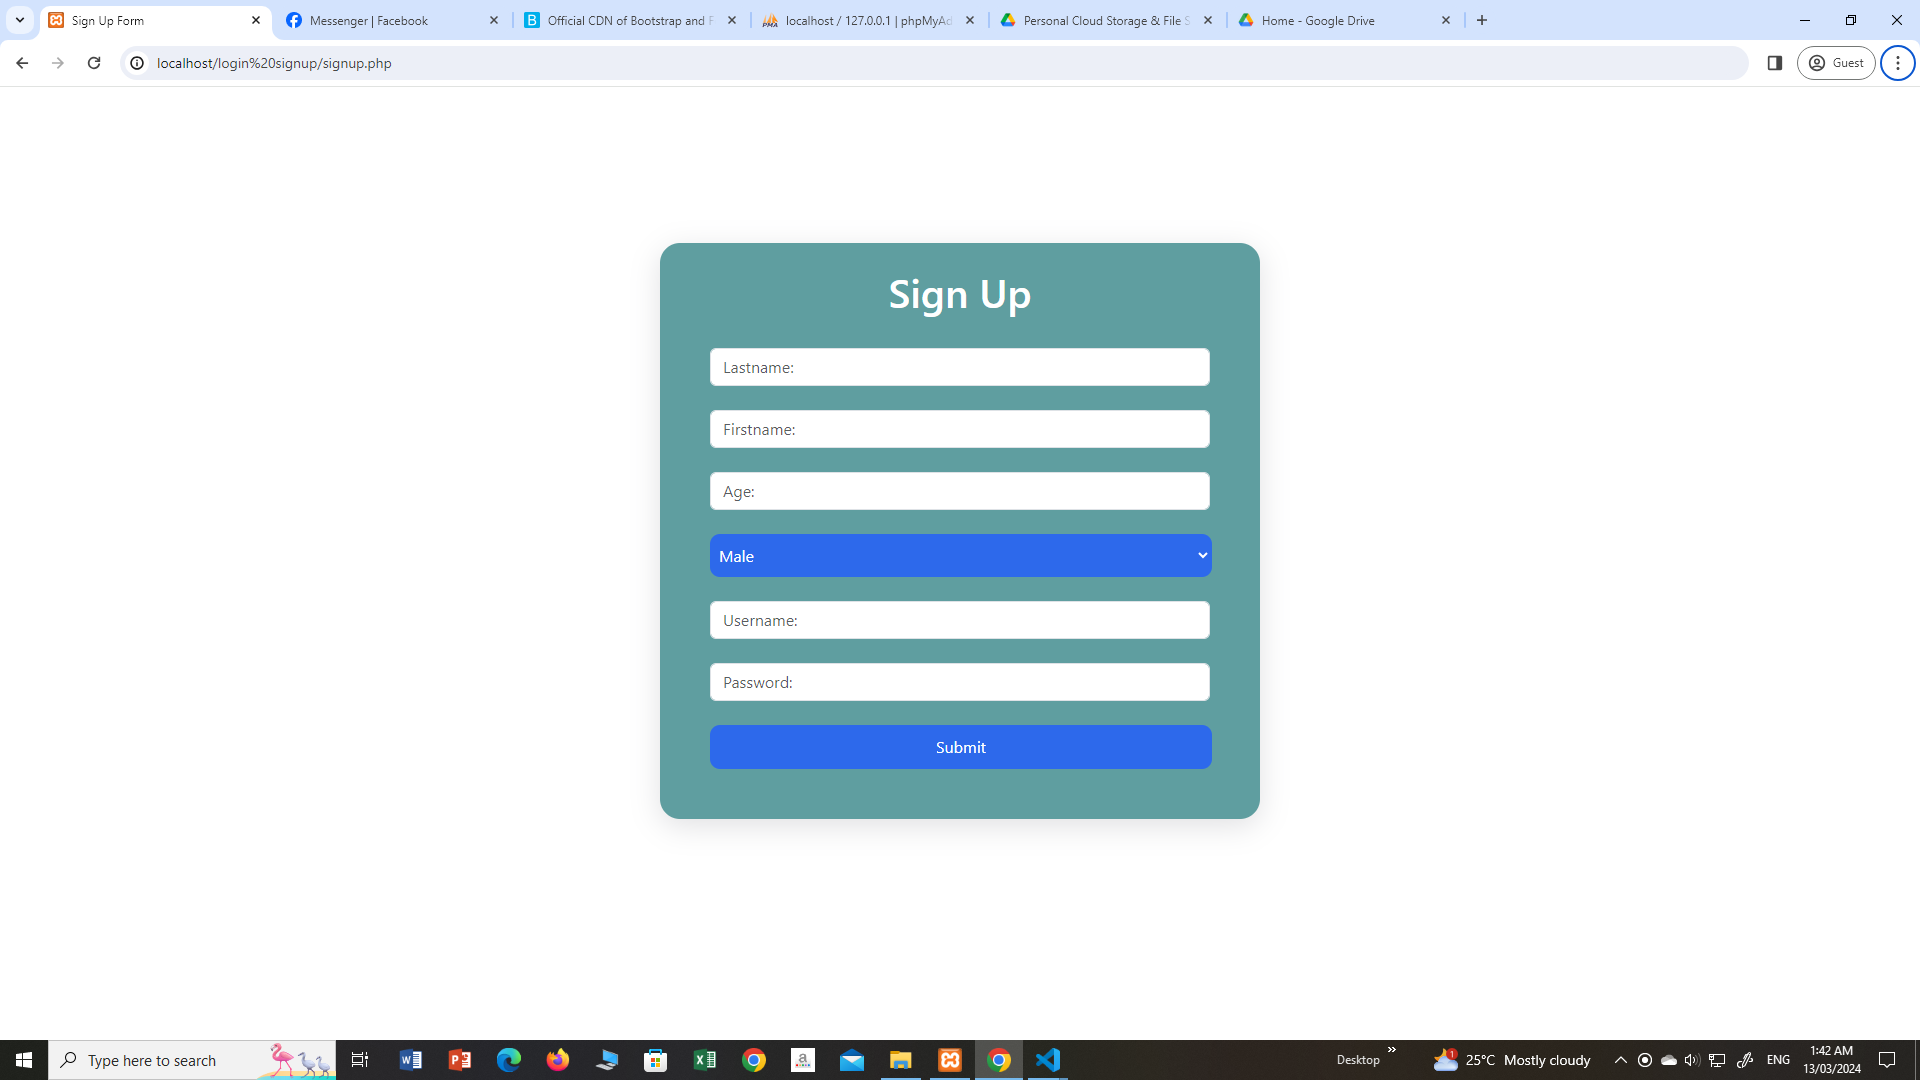 Sign Up Form
Messenger | Facebook
Official CDN of Bootstrap and F
localhost / 127.0.0.1 | phpMyAd
Personal Cloud Storage & File S
Home - Google Drive
localhost/login%20signup/signup.php
Guest
Sign Up
Lastname:
Firstname:
Age:
Male
Username:
Password:
Submit
Type here to search
Desktop
25°C Mostly cloudy
ENG
1:42 AM
13/03/2024